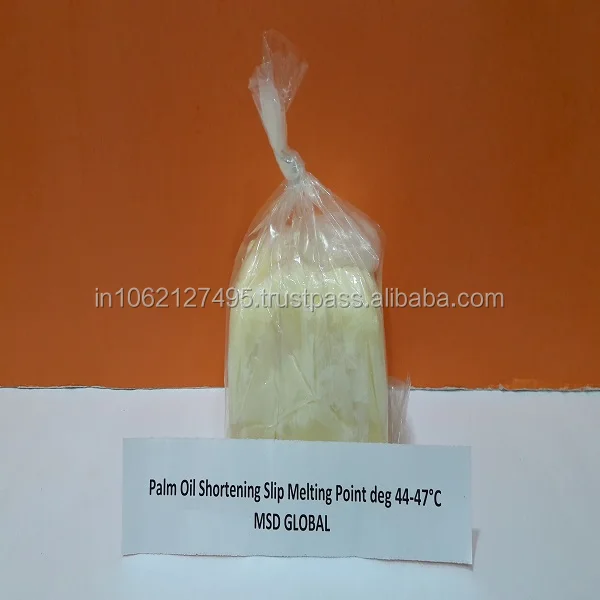 in1062127495.trustpass.alibaba.com
Palm Oil Shortening Slip Melting Point deg 44-47°C
MSD GLOBAL